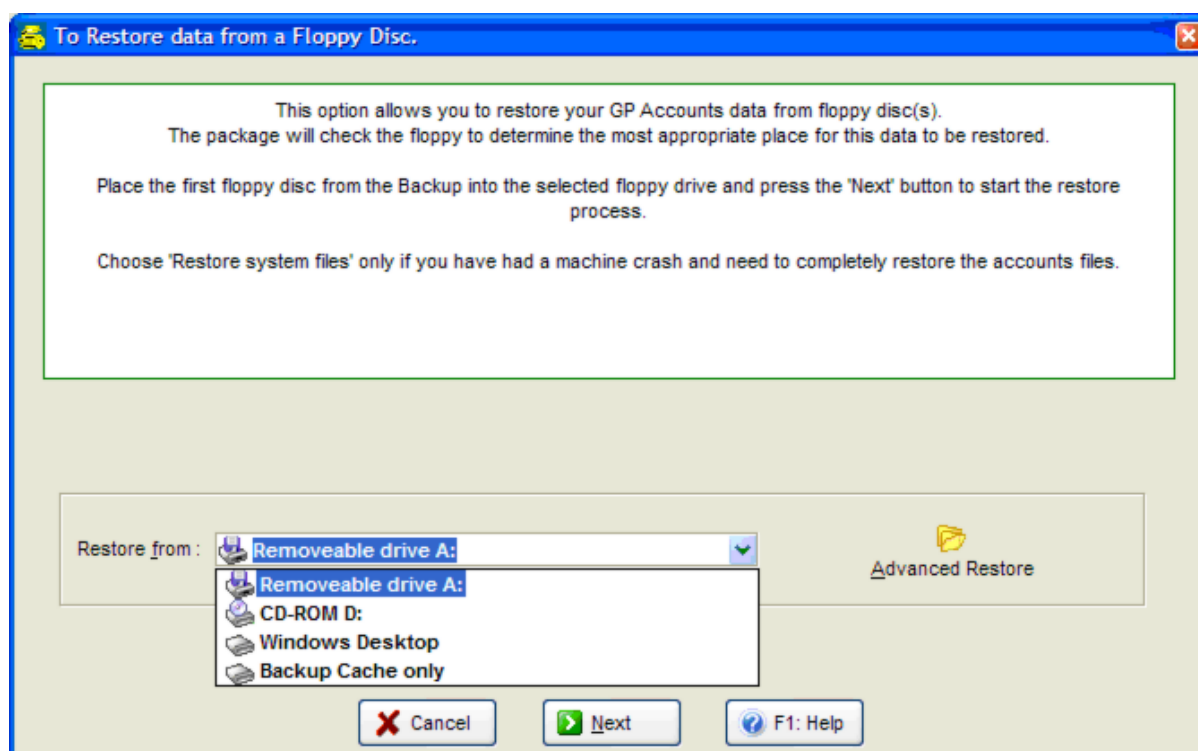 To Restore data from a Floppy Disc.
This option allows you to restore your GP Accounts data from floppy disc(s).
The package will check the floppy to determine the most appropriate place for this data to be restored.
Place the first floppy disc from the Backup into the selected floppy drive and press the 'Next' button to start the restore
process.
Choose 'Restore system files' only if you have had a machine crash and need to completely restore the accounts files.
Restore from :
Removeable drive A:
Advanced Restore
Removeable drive A:
CD-ROM D:
Windows Desktop
Backup Cache only
Cancel
Next
F1: Help